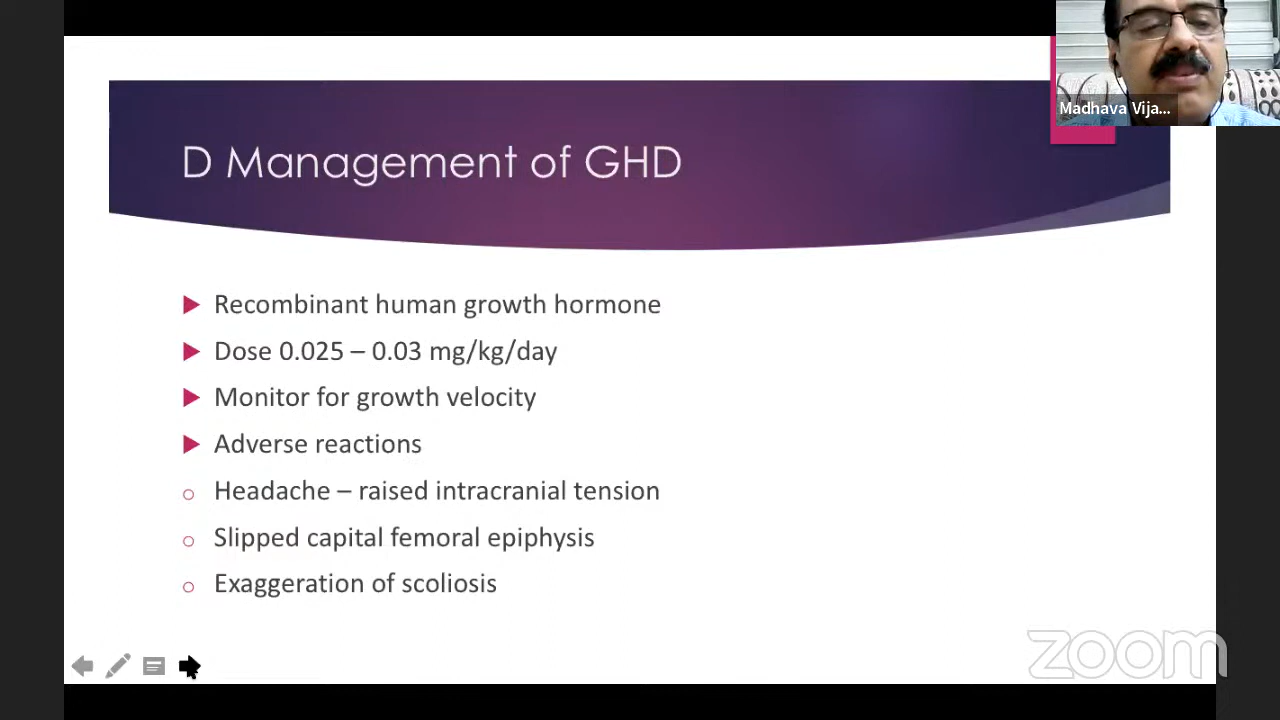 Madhava Vija...
D Management of GHD
Recombinant human growth hormone
Dose 0.025 – 0.03 mg/kg/day
Monitor for growth velocity
Adverse reactions
Headache – raised intracranial tension
Slipped capital femoral epiphysis
Exaggeration of scoliosis
zoom